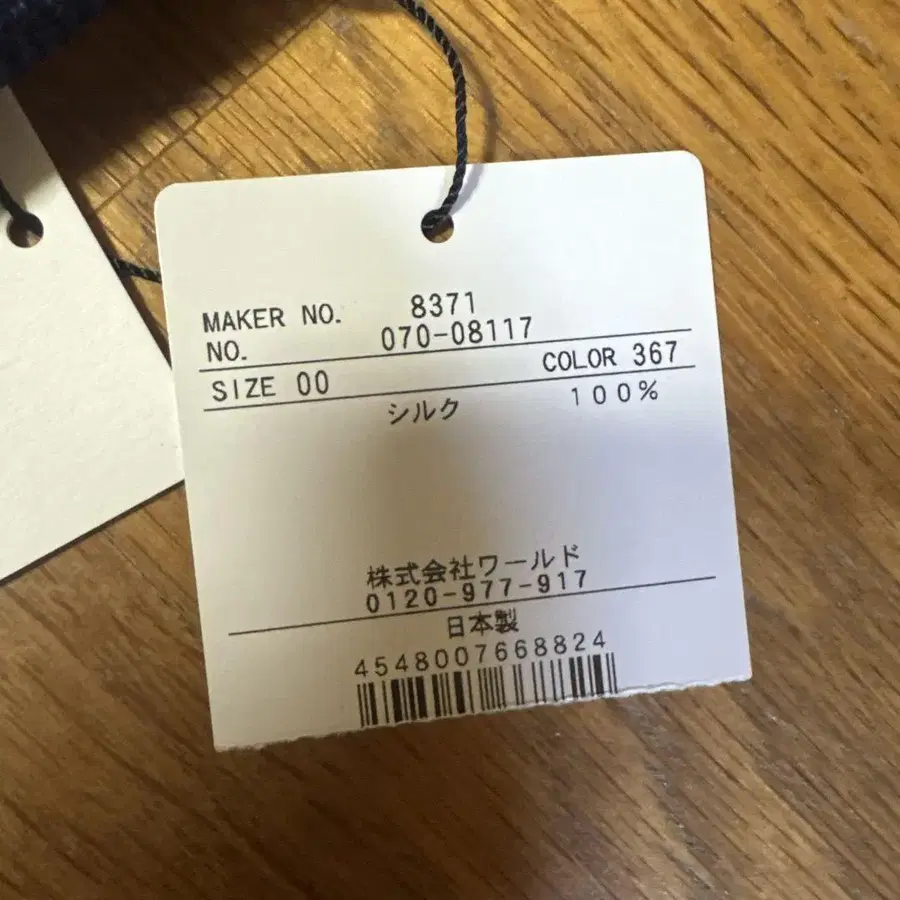 MAKER NO. 8371
NO. 070-08117
SIZE 00 COLOR 367
シルク 100%
株式会社ワールド
0120-977-917
日本製
4548007668824